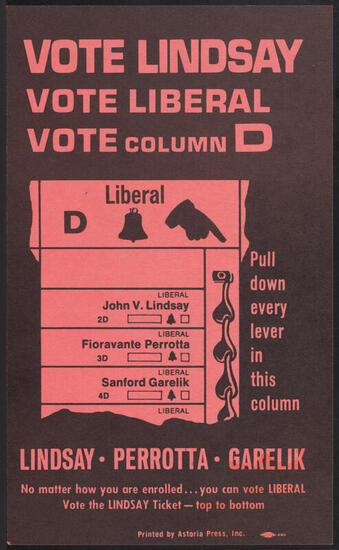 VOTE LINDSAY
VOTE LIBERAL
VOTE COLUMN D
Liberal
D
LIBERAL
John V. Lindsay
2D
LIBERAL
Fioravante Perrotta
3D
LIBERAL
Sanford Garelik
4D
LIBERAL
Pull
down
every
lever
in
this
column
LINDSAY • PERROTTA • GARELIK
No matter how you are enrolled...you can vote LIBERAL
Vote the LINDSAY Ticket — top to bottom
Printed by Astoria Press, Inc.